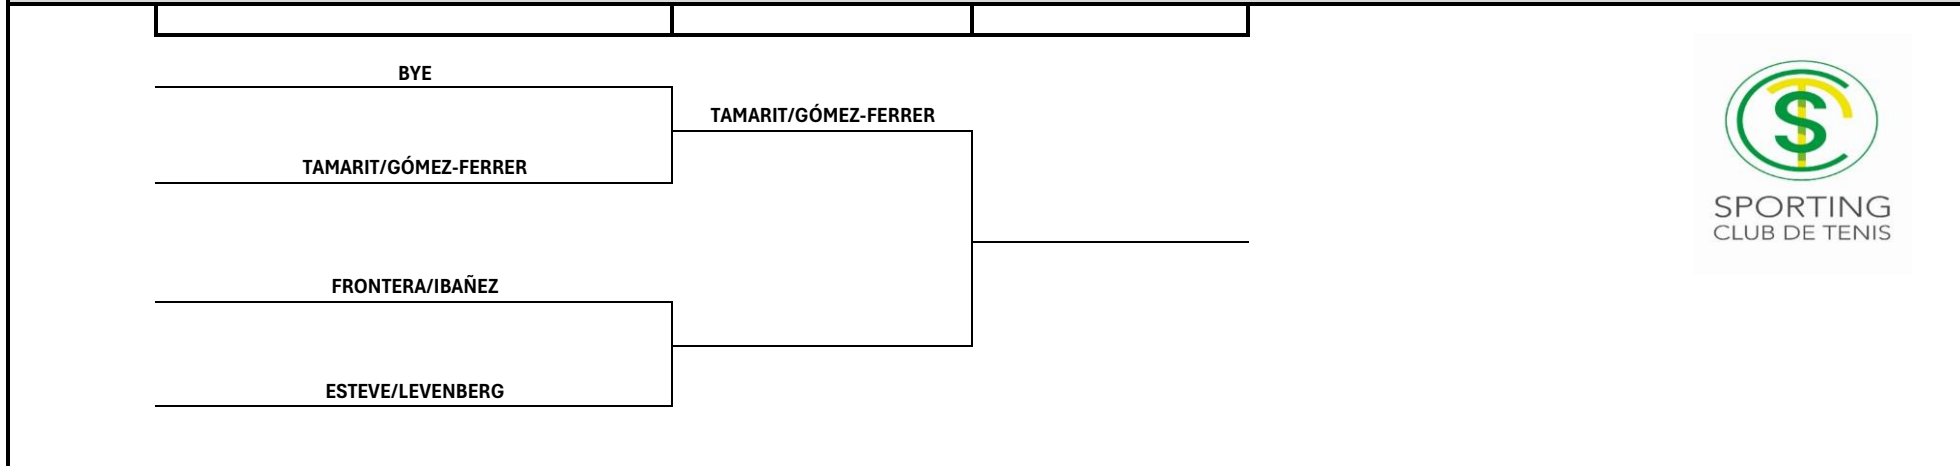 BYE
TAMARIT/GÓMEZ-FERRER
TAMARIT/GÓMEZ-FERRER
FRONTERA/IBAÑEZ
ESTEVE/LEVENBERG
SPORTING
CLUB DE TENIS